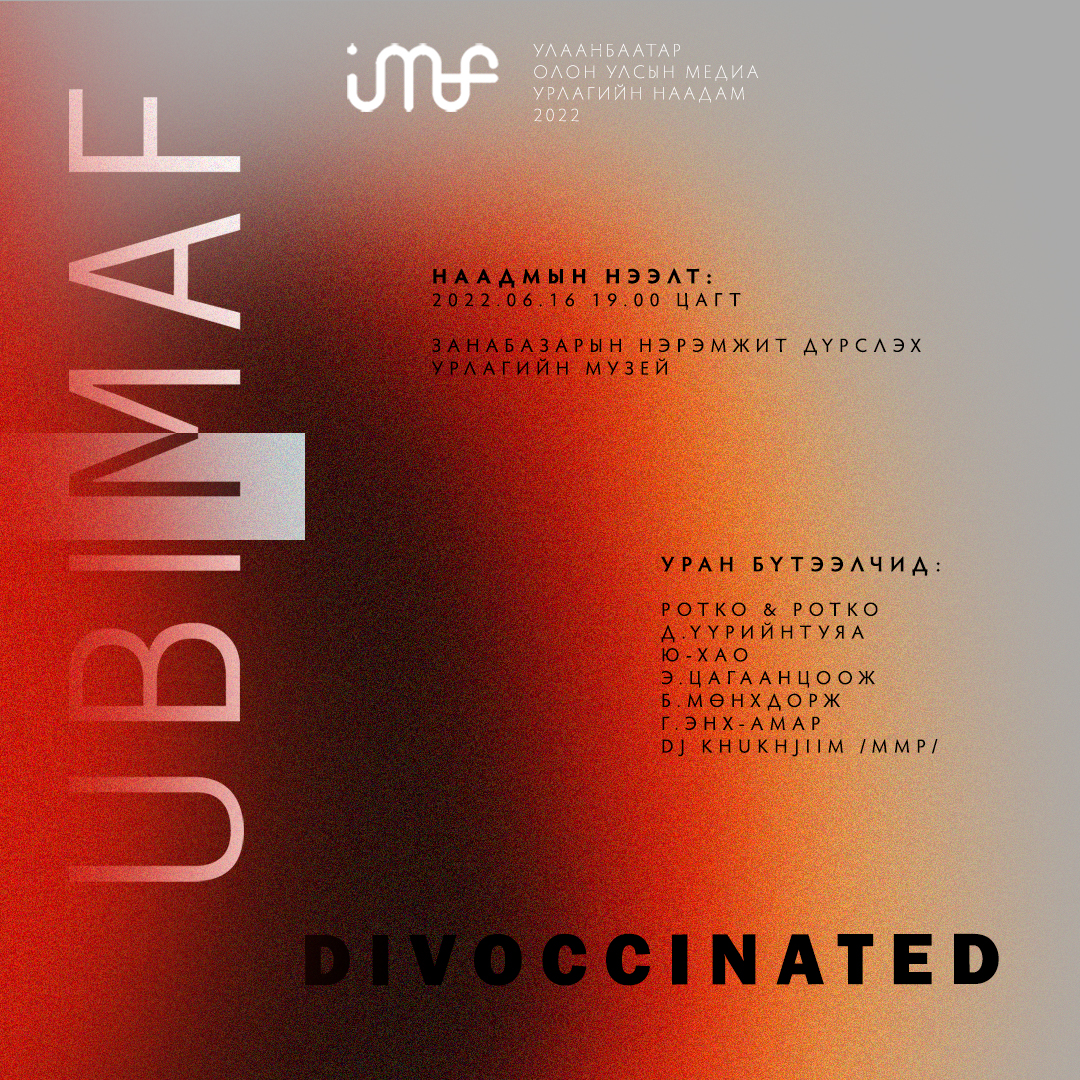 imaf
УЛААНБААТАР
ОЛОН УЛСЫН МЕДИА
УРЛАГИЙН НААДАМ
2022
UBIMAF
НААДМЫН НЭЭЛТ:
2022.06.16 19.00 ЦАГТ
ЗАНАБАЗАРЫН НЭРЭМЖИТ ДҮРСЛЭХ
УРЛАГИЙН МУЗЕЙ
УРАН БҮТЭЭЛЧИД:
РОТКО & РОТКО
Д.ҮҮРИЙНТУЯА
Ю-ХАО
Э.ЦАГААНЦООЖ
Б.МӨНХДОРЖ
Г.ЭНХ-АМАР
DJ KHUKHJIIM /MMP/
DIVOCCINATED